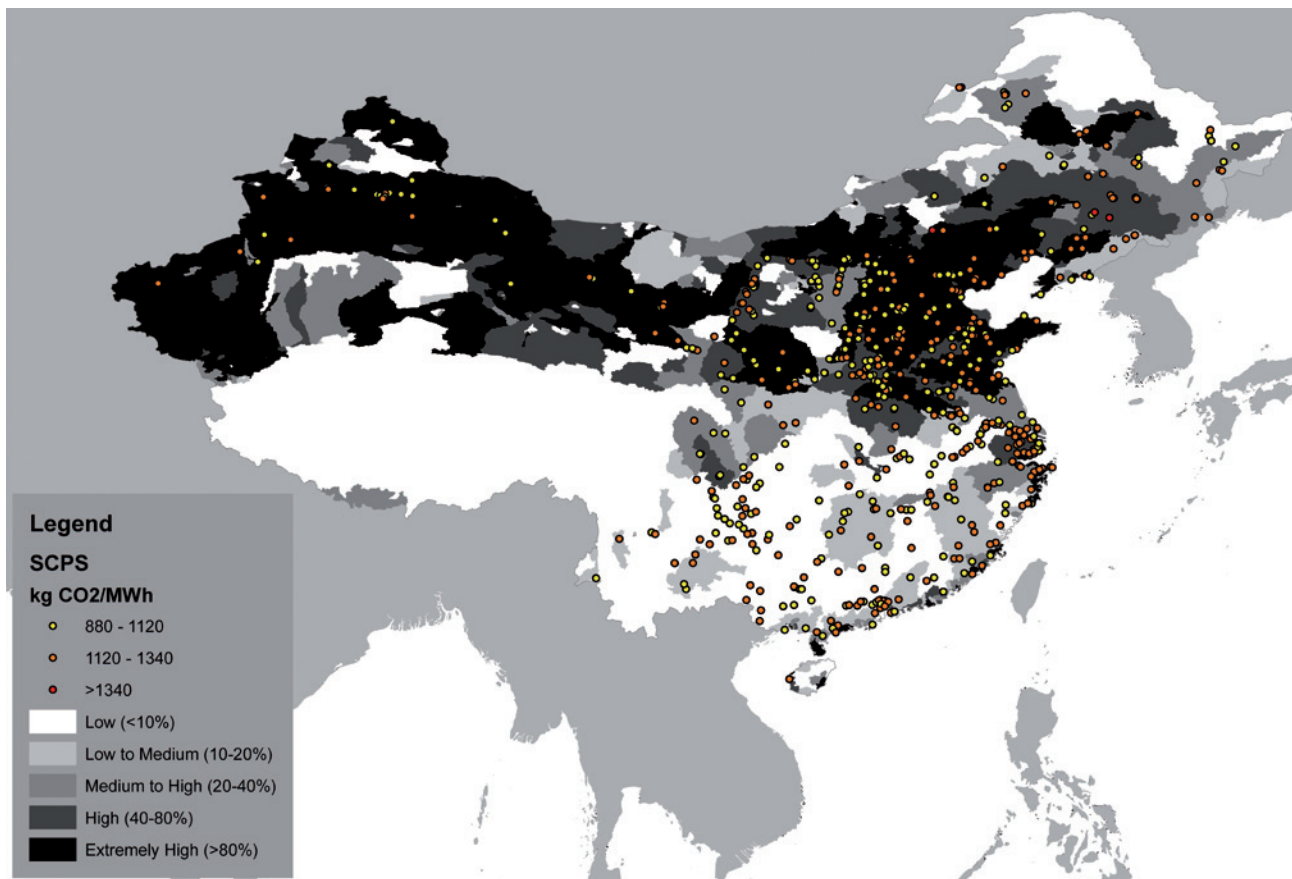 Legend
SCPS
kg CO2/MWh
880 - 1120
1120 - 1340
>1340
Low (<10%)
Low to Medium (10-20%)
Medium to High (20-40%)
High (40-80%)
Extremely High (>80%)